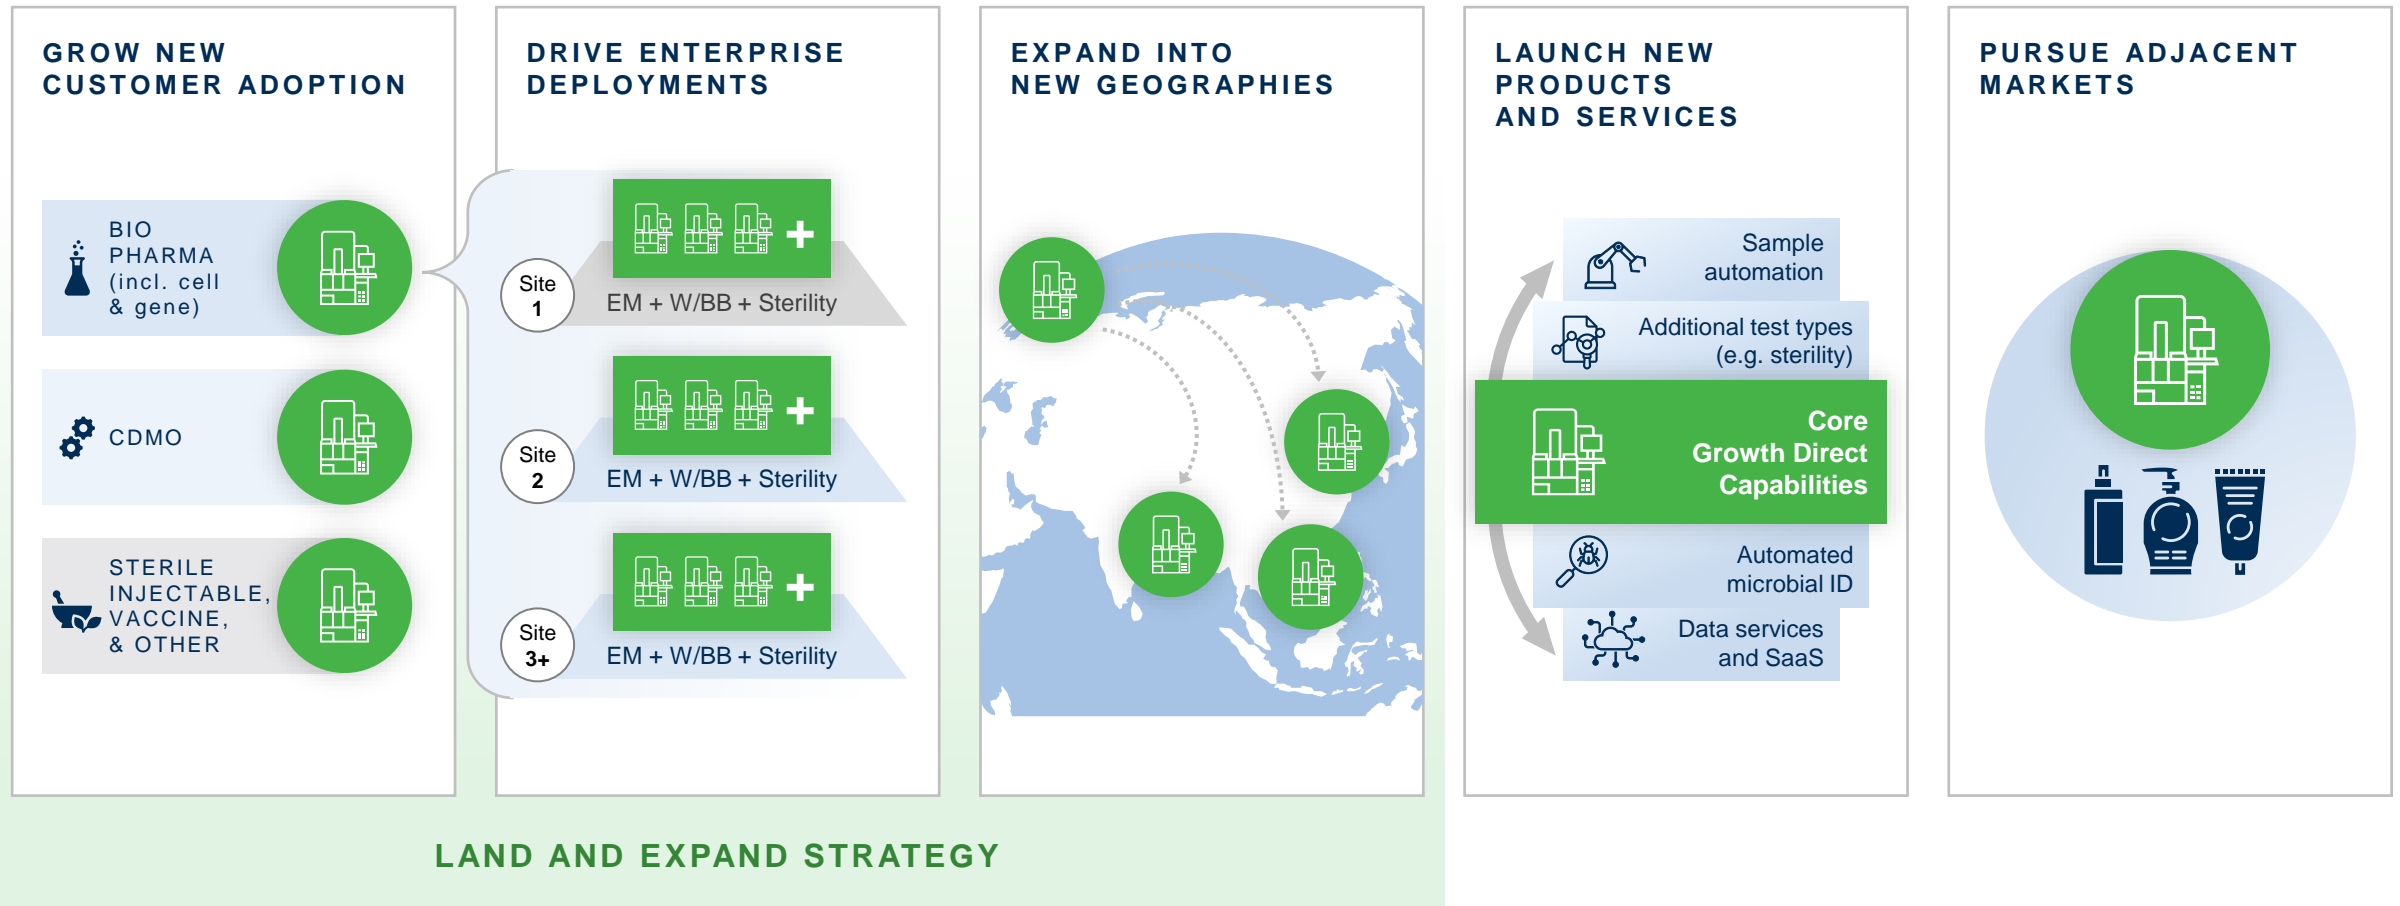 GROW NEW
CUSTOMER ADOPTION
BIO
PHARMA
(incl. cell
& gene)
CDMO
STERILE
INJECTABLE,
VACCINE,
& OTHER
DRIVE ENTERPRISE
DEPLOYMENTS
Site
1
EM + W/BB + Sterility
Site
2
EM + W/BB + Sterility
Site
3+
EM + W/BB + Sterility
EXPAND INTO
NEW GEOGRAPHIES
LAUNCH NEW
PRODUCTS
AND SERVICES
Sample
automation
Additional test types
(e.g. sterility)
Core
Growth Direct
Capabilities
Automated
microbial ID
Data services
and SaaS
PURSUE ADJACENT
MARKETS
LAND AND EXPAND STRATEGY